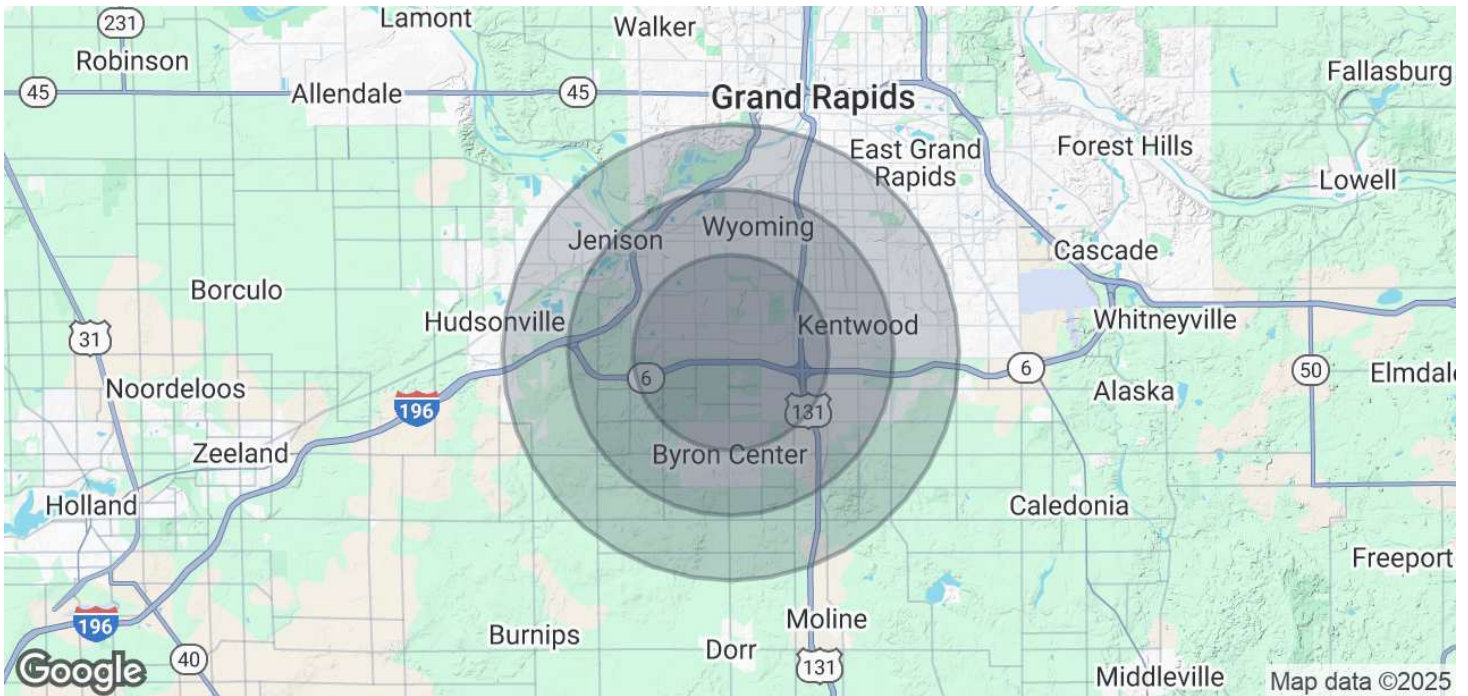 231
Lamont
Walker
Robinson
Fallasburg
45
Allendale
45
Grand Rapids
East Grand
Rapids
Forest Hills
Lowell
Wyoming
Jenison
Cascade
Borculo
Hudsonville
Kentwood
Whitneyville
31
6
6
50
Elmdale
Noordeloos
Alaska
196
131
Zeeland
Byron Center
Holland
Caledonia
Freeport
196
Burnips
Moline
Dorr
40
131
Middleville
Google
Map data ©2025